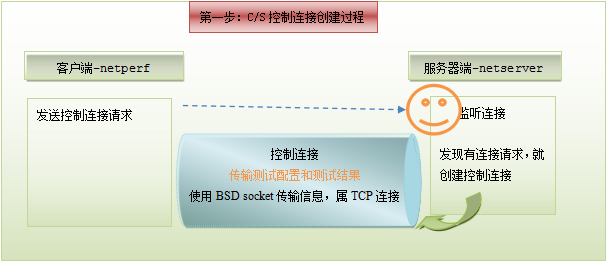 第一步：C/S 控制连接创建过程
客户端-netperf
服务器端-netserver
发送控制连接请求
监听连接
发现有连接请求，就
创建控制连接
控制连接
传输测试配置和测试结果
使用 BSD socket 传输信息，属 TCP 连接